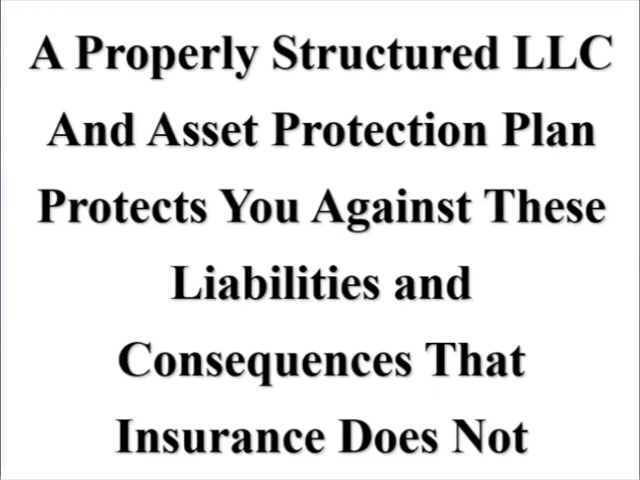 A Properly Structured LLC
And Asset Protection Plan
Protects You Against These
Liabilities and
Consequences That
Insurance Does Not